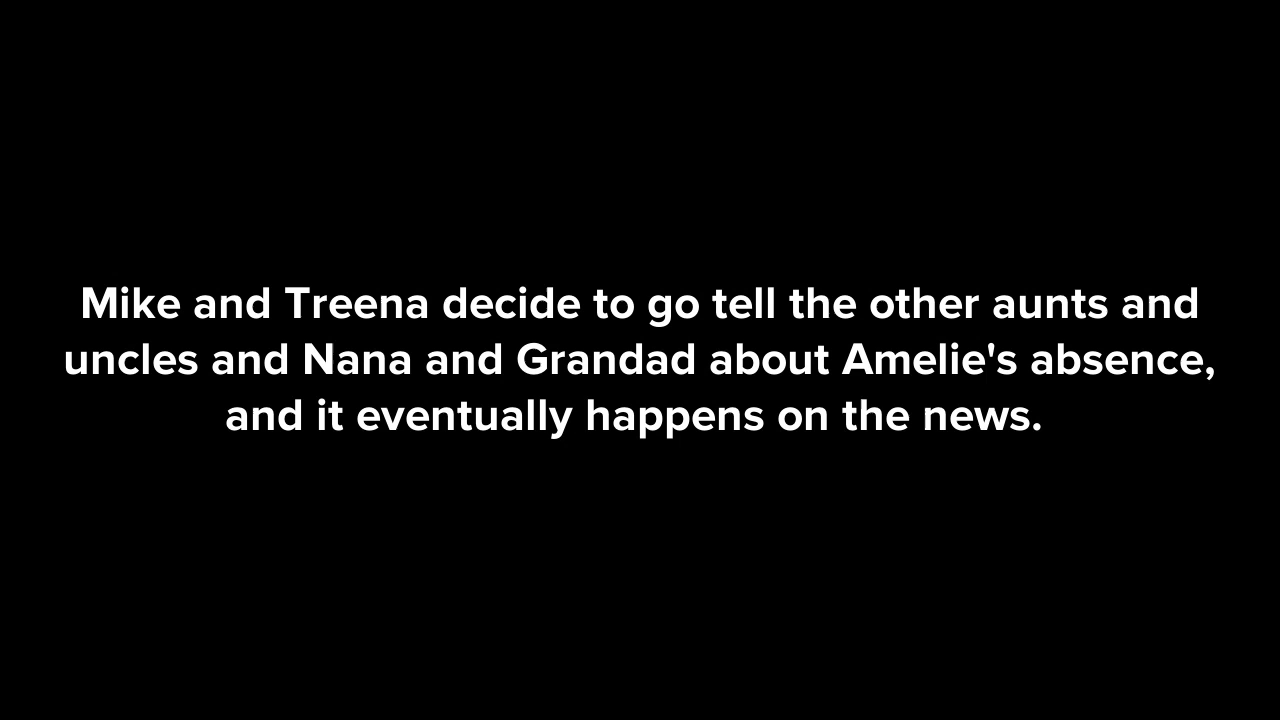 Mike and Treena decide to go tell the other aunts and
uncles and Nana and Grandad about Amelie's absence,
and it eventually happens on the news.